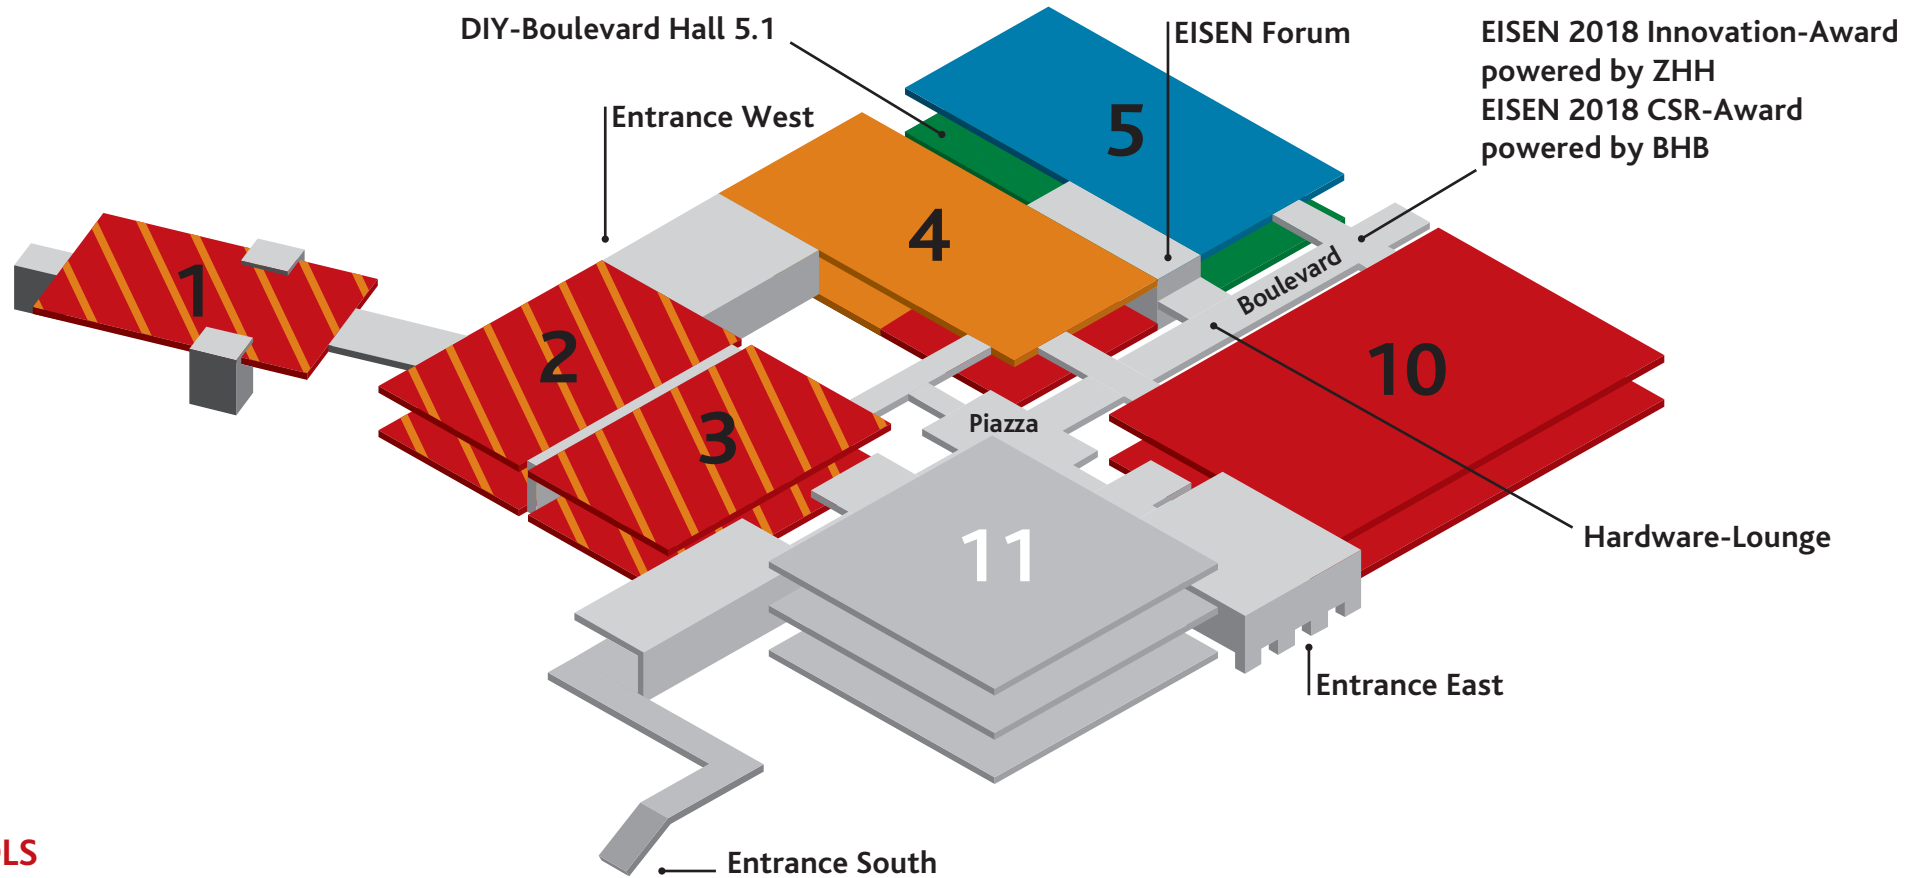 DIY-Boulevard Hall 5.1
EISEN Forum
EISEN 2018 Innovation-Award
powered by ZHH
EISEN 2018 CSR-Award
powered by BHB
Entrance West
5
4
1
2
3
Boulevard
10
Piazza
11
Hardware-Lounge
Entrance East
Entrance South
LS